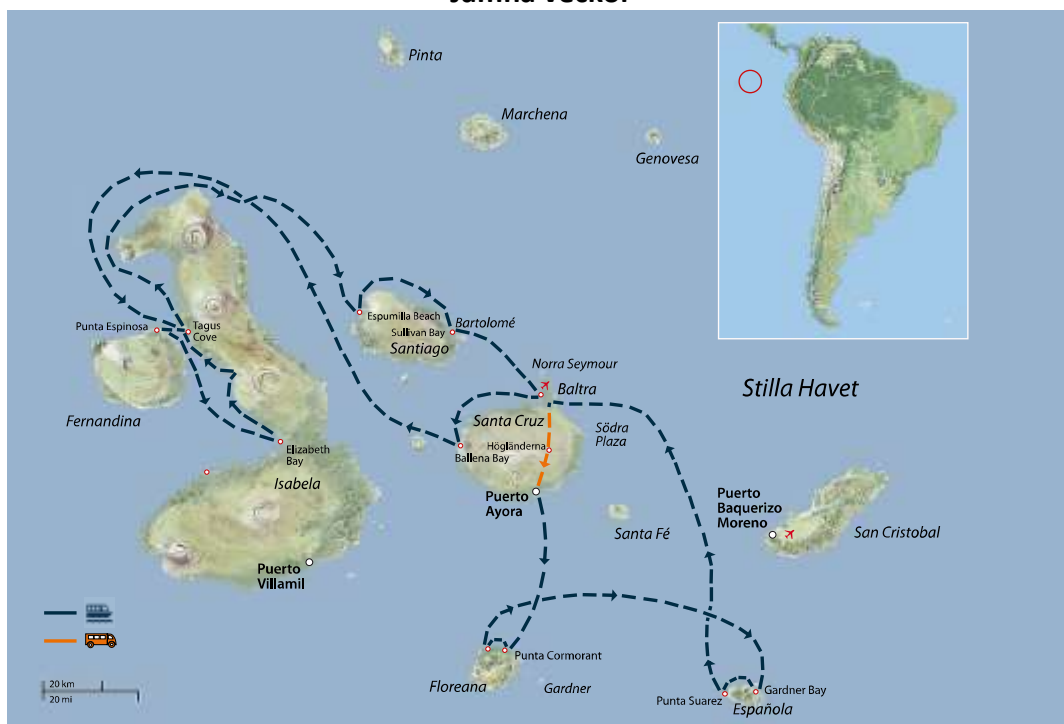 Jämna veckor
Pinta
Marchena
Genovesa
Espumilla Beach
Bartolomé
Sullivan Bay
Santiago
Punta Espinosa
Tagus
Cove
Norra Seymour
Baltra
Stilla Havet
Fernandina
Santa Cruz
Södra
Plaza
Högländerna
Ballena Bay
Elizabeth
Bay
Isabela
Puerto
Ayora
Puerto
Baquerizo
Moreno
San Cristobal
Santa Fé
Puerto
Villamil
Punta Cormorant
Floreana
Gardner
Punta Suarez
Gardner Bay
Española
20 km
20 mi